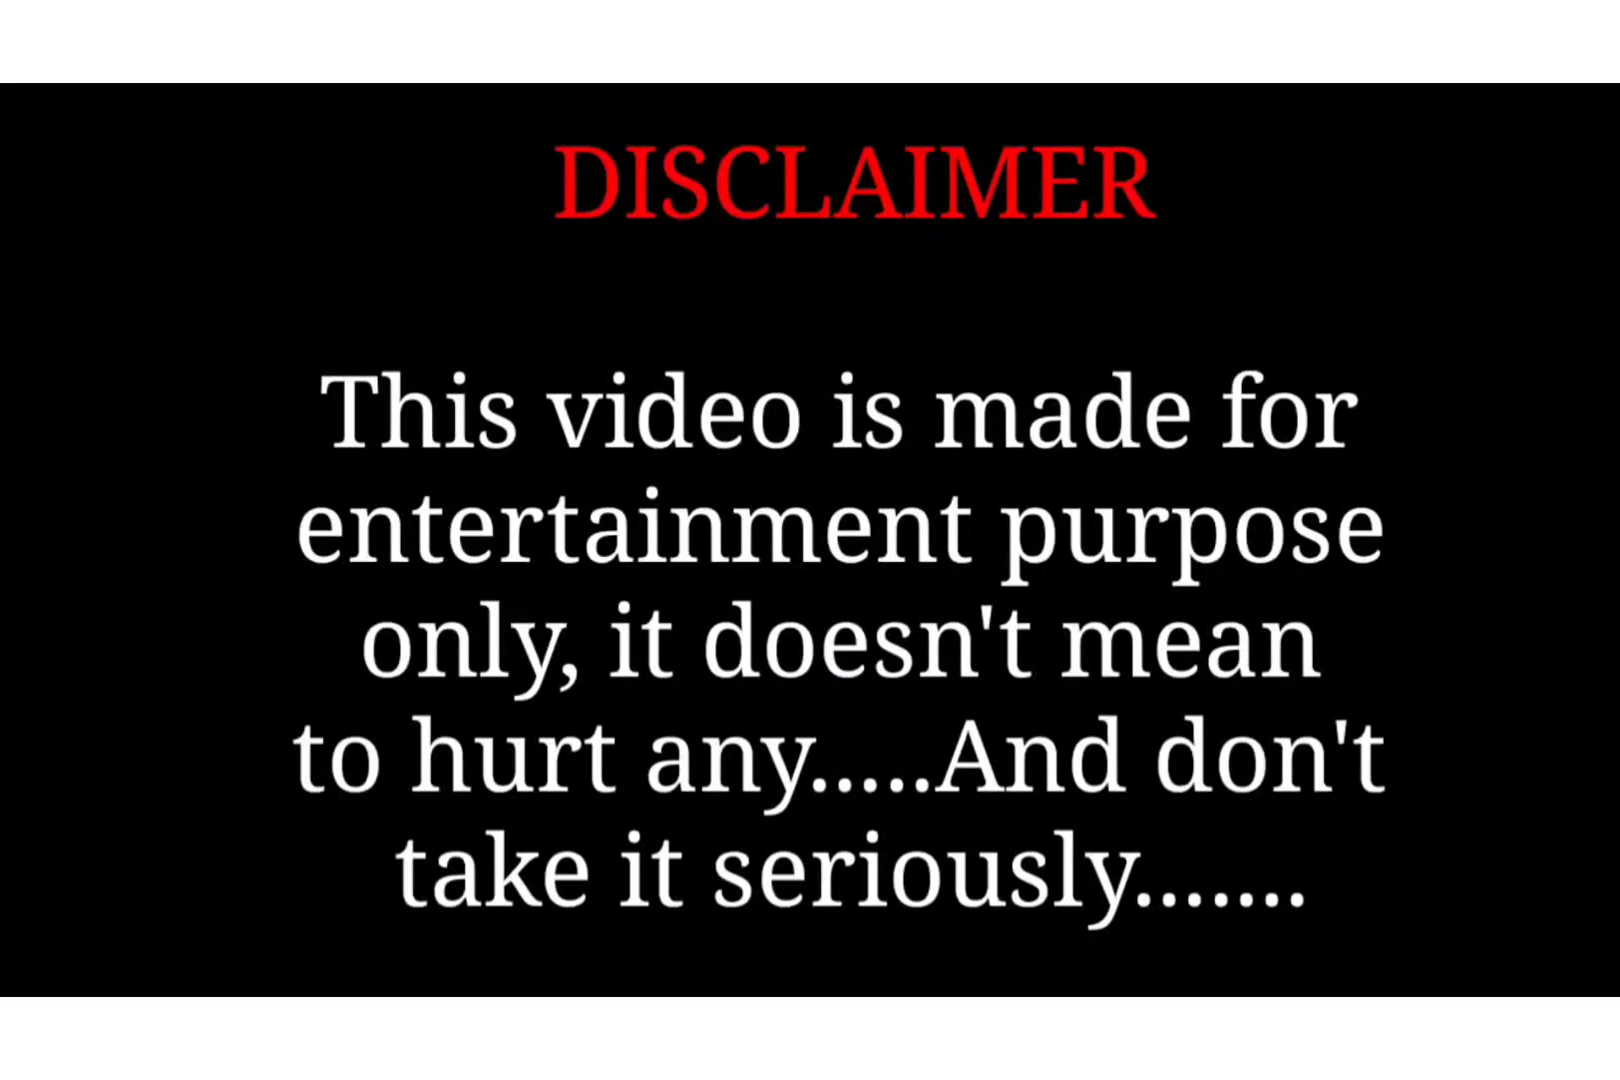 DISCLAIMER
This video is made for
entertainment purpose
only, it doesn't mean
to hurt any.....And don't
take it seriously.......